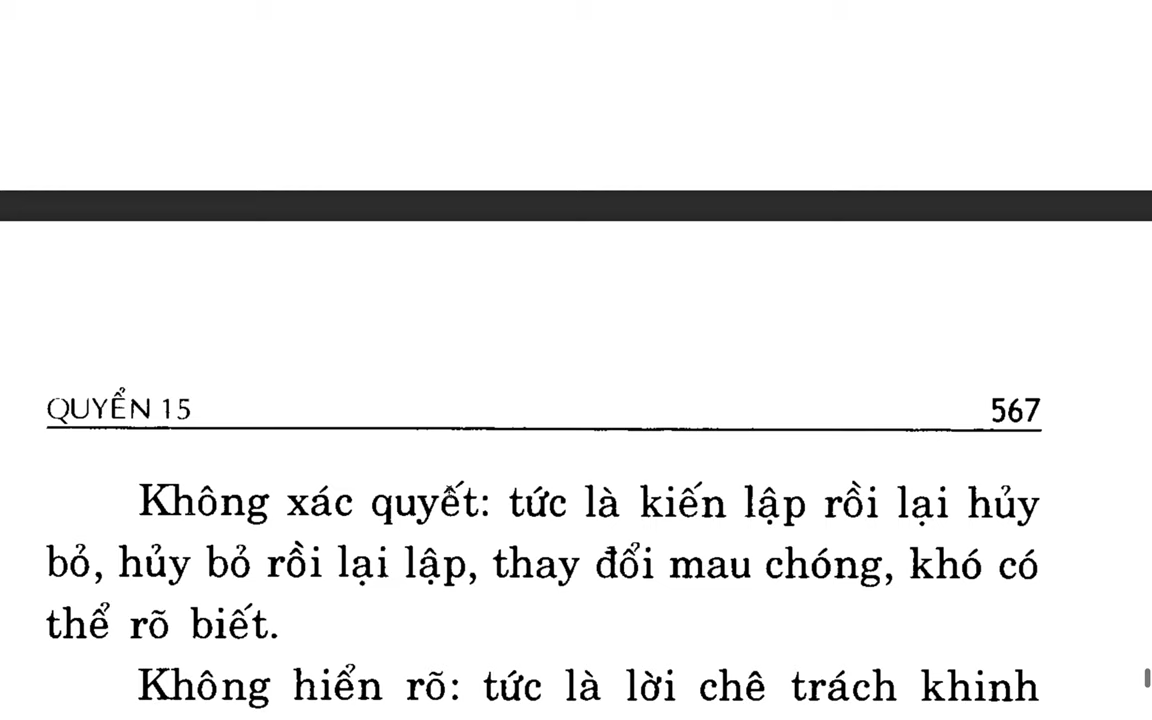 QUYỂN 15 567
Không xác quyết: tức là kiến lập rồi lại hủy
bỏ, hủy bỏ rồi lại lập, thay đổi mau chóng, khó có
thể rõ biết.
Không hiển rõ: tức là lời chê trách khinh